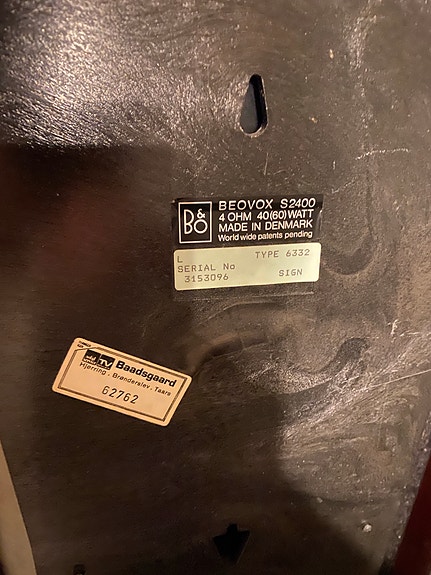 B&O
BEOVOX S2400
4 OHM 40(60)WATT
MADE IN DENMARK
World wide patents pending
L TYPE 6332
SERIAL No
3153096 SIGN
TV Baadsgaard
Hjørring . Brønderslev . Taars
62762